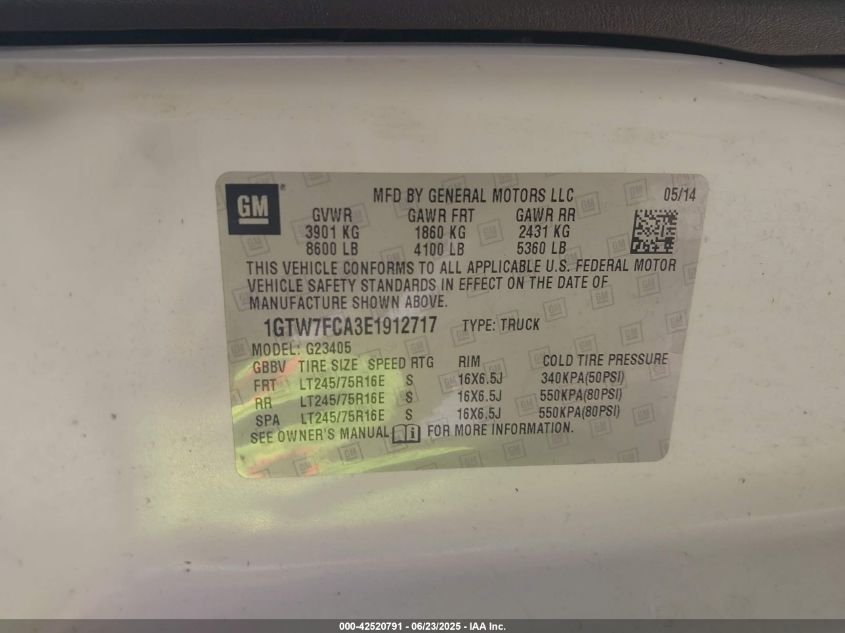 GM
®
MFD BY GENERAL MOTORS LLC 05/14
GVWR GAWR FRT GAWR RR
3901 KG 1860 KG 2431 KG
8600 LB 4100 LB 5360 LB
THIS VEHICLE CONFORMS TO ALL APPLICABLE U.S. FEDERAL MOTOR
VEHICLE SAFETY STANDARDS IN EFFECT ON THE DATE OF
MANUFACTURE SHOWN ABOVE.
1GTW7FCA3E1912717 TYPE: TRUCK
MODEL: G23405
GBBV TIRE SIZE SPEED RTG RIM COLD TIRE PRESSURE
FRT LT245/75R16E S 16X6.5J 340KPA(50PSI)
RR LT245/75R16E S 16X6.5J 550KPA(80PSI)
SPA LT245/75R16E S 16X6.5J 550KPA(80PSI)
SEE OWNER'S MANUAL i FOR MORE INFORMATION.
000-42520791 - 06/23/2025 - IAA Inc.